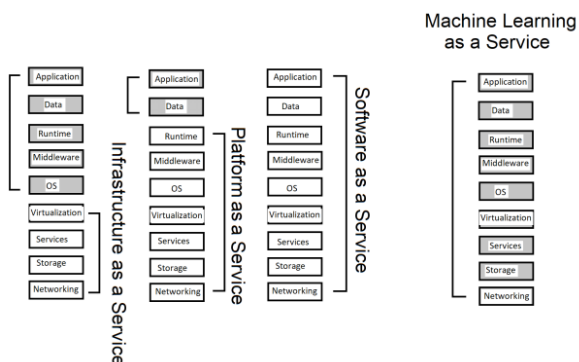 Machine Learning
as a Service
Application
Data
Runtime
Middleware
OS
Virtualization
Services
Storage
Networking
Infrastructure as a Service
Application
Data
Runtime
Middleware
OS
Virtualization
Services
Storage
Networking
Platform as a Service
Application
Data
Runtime
Middleware
OS
Virtualization
Services
Storage
Networking
Software as a Service
Application
Data
Runtime
Middleware
OS
Virtualization
Services
Storage
Networking